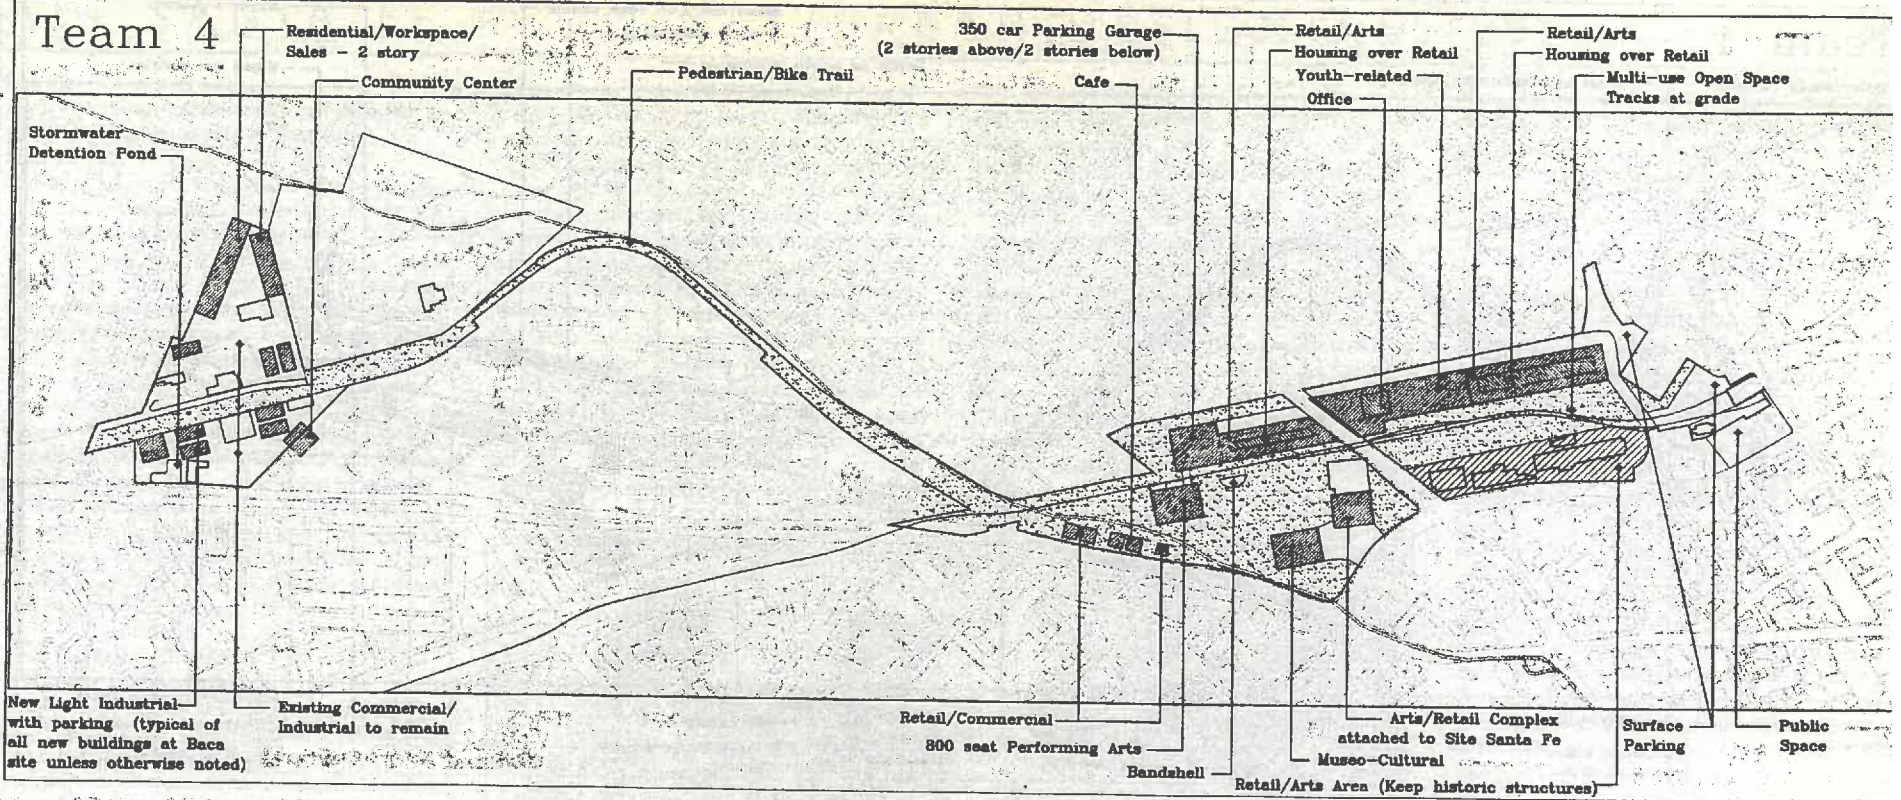 Team 4
Residential/Workspace/
Sales - 2 story
Community Center
Pedestrian/Bike Trail
350 car Parking Garage
(2 stories above/2 stories below)
Cafe
Retail/Arts
Housing over Retail
Youth-related
Office
Retail/Arts
Housing over Retail
Multi-use Open Space
Tracks at grade
Stormwater
Detention Pond
New Light Industrial
with parking (typical of
all new buildings at Baca
site unless otherwise noted)
Existing Commercial/
Industrial to remain
Retail/Commercial
800 seat Performing Arts
Bandshell
Arts/Retail Complex
attached to Site Santa Fe
Museo-Cultural
Retail/Arts Area (Keep historic structures)
Surface
Parking
Public
Space